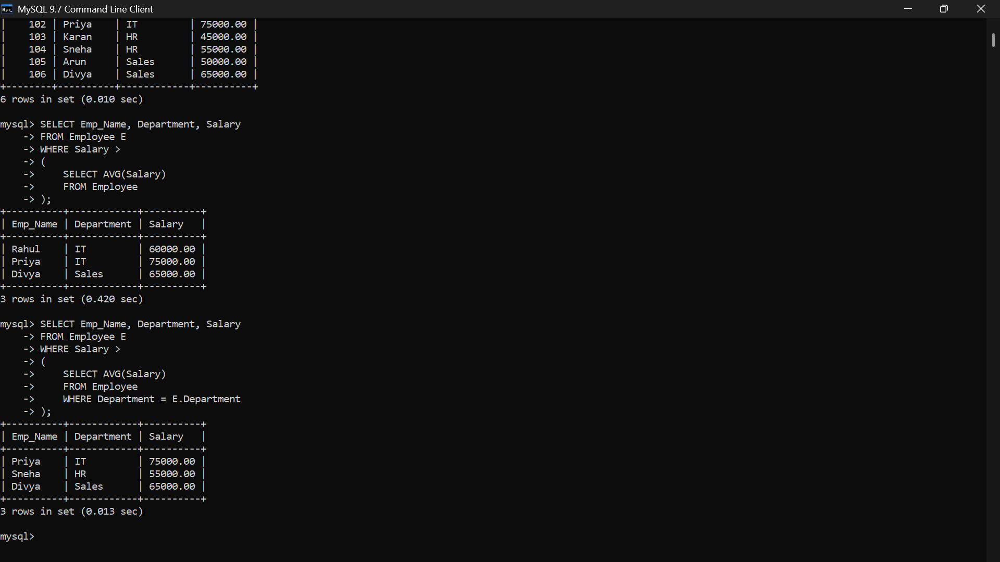 MySQL 9.7 Command Line Client
|    102 | Priya    | IT         | 75000.00 |
|    103 | Karan    | HR         | 45000.00 |
|    104 | Sneha    | HR         | 55000.00 |
|    105 | Arun     | Sales      | 50000.00 |
|    106 | Divya    | Sales      | 65000.00 |
+--------+----------+------------+----------+
6 rows in set (0.010 sec)

mysql> SELECT Emp_Name, Department, Salary
    -> FROM Employee E
    -> WHERE Salary >
    -> (
    ->     SELECT AVG(Salary)
    ->     FROM Employee
    -> );
+----------+------------+----------+
| Emp_Name | Department | Salary   |
+----------+------------+----------+
| Rahul    | IT         | 60000.00 |
| Priya    | IT         | 75000.00 |
| Divya    | Sales      | 65000.00 |
+----------+------------+----------+
3 rows in set (0.420 sec)

mysql> SELECT Emp_Name, Department, Salary
    -> FROM Employee E
    -> WHERE Salary >
    -> (
    ->     SELECT AVG(Salary)
    ->     FROM Employee
    ->     WHERE Department = E.Department
    -> );
+----------+------------+----------+
| Emp_Name | Department | Salary   |
+----------+------------+----------+
| Priya    | IT         | 75000.00 |
| Sneha    | HR         | 55000.00 |
| Divya    | Sales      | 65000.00 |
+----------+------------+----------+
3 rows in set (0.013 sec)

mysql>